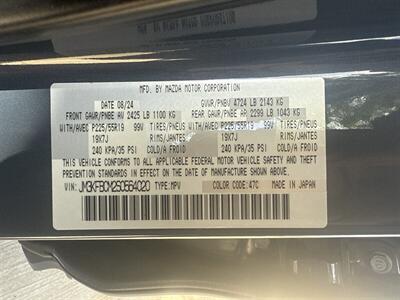 MFD. BY MAZDA MOTOR CORPORATION
DATE 08/24 GVWR/PNBV 4724 LB 2143 KG
FRONT GAWR/PNBE AV 2425 LB 1100 KG REAR GAWR/PNBE AR 2299 LB 1043 KG
WITH/AVEC P225/55R19 99V TIRES/PNEUS WITH/AVEC P225/55R19 99V TIRES/PNEUS
19X7J RIMS/JANTES 19X7J RIMS/JANTES
240 KPA/35 PSI COLD/A FROID 240 KPA/35 PSI COLD/A FROID
THIS VEHICLE CONFORMS TO ALL APPLICABLE FEDERAL MOTOR VEHICLE SAFETY AND THEFT
PREVENTION STANDARDS IN EFFECT ON THE DATE OF MANUFACTURE SHOWN ABOVE.
VIN: JM3KFBCM2S0564020 TYPE:MPV COLOR:47C MADE IN JAPAN